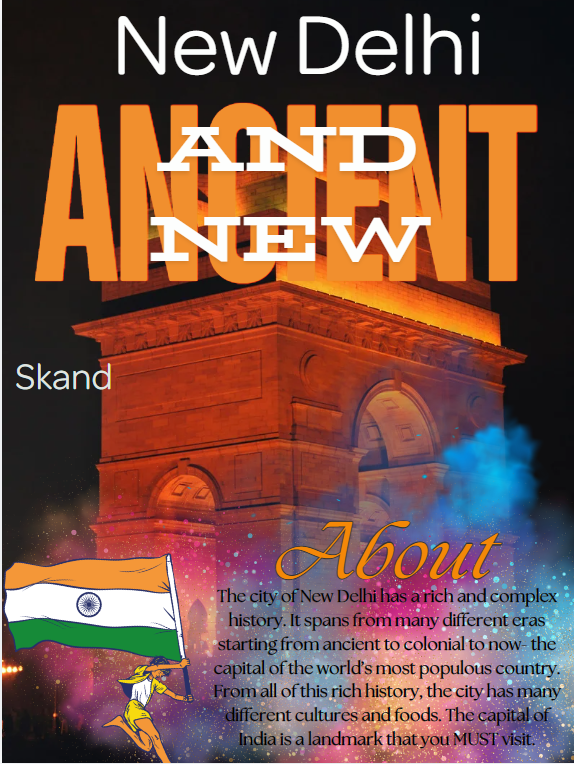 New Delhi
ANCIENT
AND
NEW
Skand
About
The city of New Delhi has a rich and complex
history. It spans from many different eras
starting from ancient to colonial to now- the
capital of the world's most populous country.
From all of this rich history, the city has many
different cultures and foods. The capital of
India is a landmark that you MUST visit.